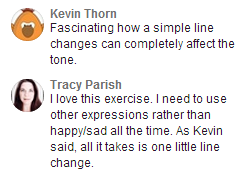 Kevin Thorn
Fascinating how a simple line
changes can completely affect the
tone.
Tracy Parish
I love this exercise. I need to use
other expressions rather than
happy/sad all the time. As Kevin
said, all it takes is one little line
change.